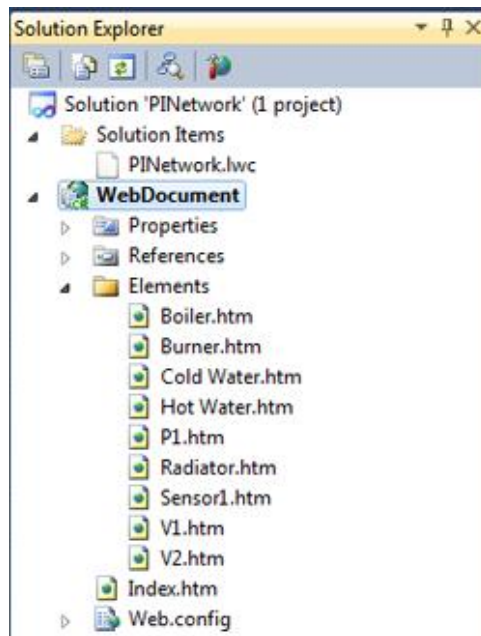 Solution Explorer
Solution 'PINetwork' (1 project)
Solution Items
PINetwork.lwc
WebDocument
Properties
References
Elements
Boiler.htm
Burner.htm
Cold Water.htm
Hot Water.htm
P1.htm
Radiator.htm
Sensor1.htm
V1.htm
V2.htm
Index.htm
Web.config